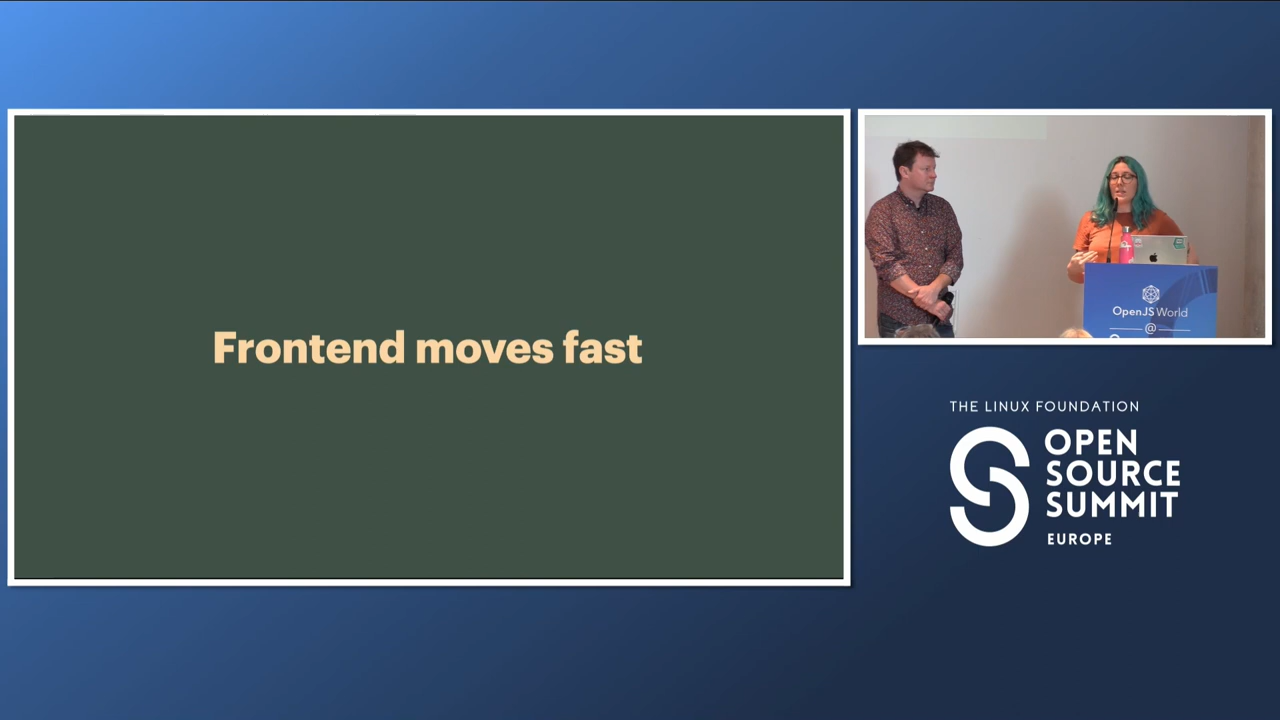 Frontend moves fast
OpenJS World
@
THE LINUX FOUNDATION
OPEN
SOURCE
SUMMIT
EUROPE